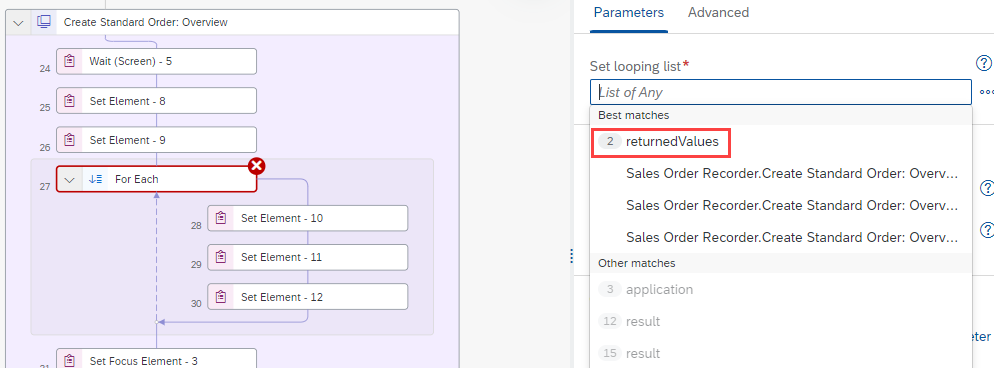 Create Standard Order: Overview
24 Wait (Screen) - 5
25 Set Element - 8
26 Set Element - 9
27 For Each
28 Set Element - 10
29 Set Element - 11
30 Set Element - 12
Set Focus Element - 3
Parameters Advanced
Set looping list*
List of Any
Best matches
2 returnedValues
Sales Order Recorder.Create Standard Order: Overv...
Sales Order Recorder.Create Standard Order: Overv...
Sales Order Recorder.Create Standard Order: Overv...
Other matches
3 application
12 result
15 result
eter